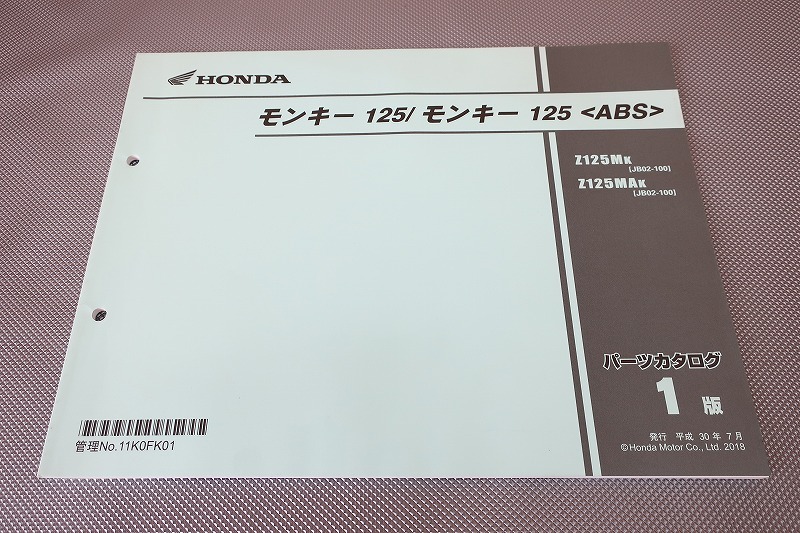 HONDA
モンキー 125/ モンキー 125 <ABS>
Z125MK
[JB02-100]
Z125MAK
[JB02-100]
パーツカタログ
1 版
発行 平成 30 年 7 月
©Honda Motor Co., Ltd. 2018
管理No.11K0FK01